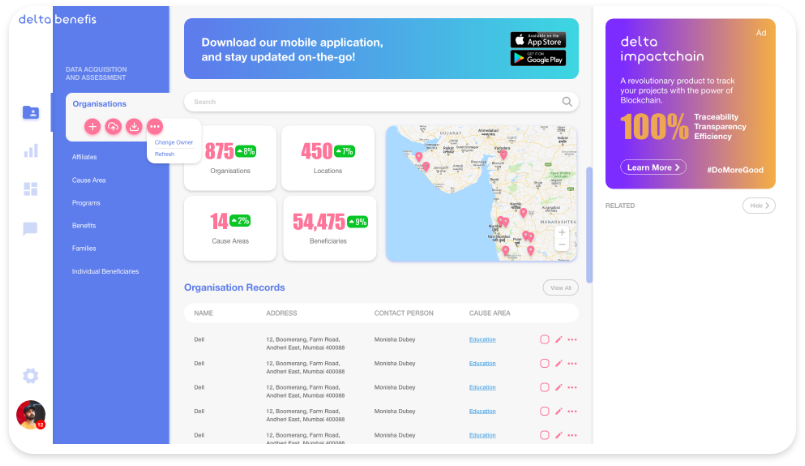 delta benefis
DATA ACQUISITION
AND ASSESSMENT
Organisations
Change Owner
Refresh
Affiliates
Cause Area
Programs
Benefits
Families
Individual Beneficiaries
12
Download our mobile application,
and stay updated on-the-go!
Available on the
App Store
GET IT ON
Google Play
Search
875 8%
Organisations
450 7%
Locations
14 2%
Cause Areas
54,475 9%
Beneficiaries
Ahmedabad
Vadodara
MAHARASHTRA
Mumbai
+
−
Organisation Records
View All
NAME ADDRESS CONTACT PERSON CAUSE AREA
Dell 12, Boomerang, Farm Road, Monisha Dubey Education
Andheri East, Mumbai 400088
Dell 12, Boomerang, Farm Road, Monisha Dubey Education
Andheri East, Mumbai 400088
Dell 12, Boomerang, Farm Road, Monisha Dubey Education
Andheri East, Mumbai 400088
Dell 12, Boomerang, Farm Road, Monisha Dubey Education
Andheri East, Mumbai 400088
Dell 12, Boomerang, Farm Road, Monisha Dubey Education
Andheri East, Mumbai 400088
Ad
delta
impactchain
A revolutionary product to track
your projects with the power of
Blockchain.
100% Traceability
Transparency
Efficiency
Learn More
#DoMoreGood
RELATED
Hide